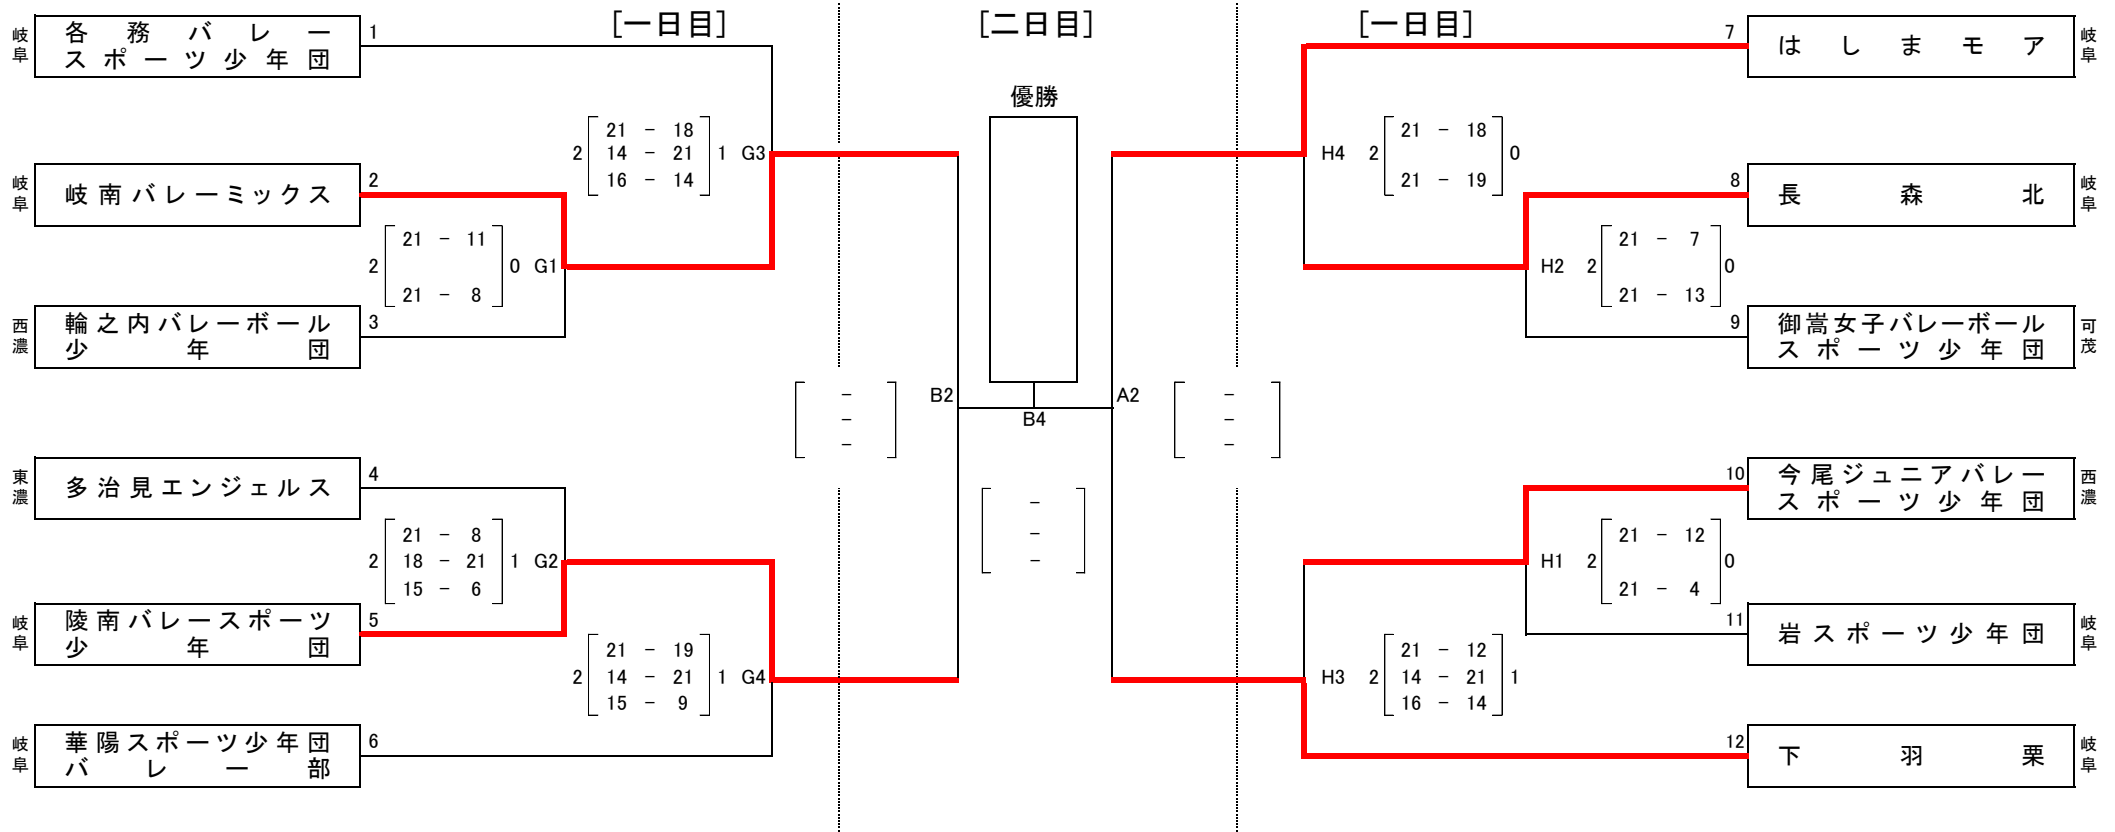 [一日目]
[二日目]
[一日目]
岐阜
各務バレー
スポーツ少年団
1
岐阜
岐南バレーミックス
2
西濃
輪之内バレーボール
少年団
3
東濃
多治見エンジェルス
4
岐阜
陵南バレースポーツ
少年団
5
岐阜
華陽スポーツ少年団
バレー部
6
21 - 18
2 14 - 21 1 G3
16 - 14
21 - 11
2 0 G1
21 - 8
21 - 8
2 18 - 21 1 G2
15 - 6
21 - 19
2 14 - 21 1 G4
15 - 9
優勝
-
-
-
B2
B4
A2
-
-
-
-
-
-
21 - 18
H4 2 0
21 - 19
21 - 7
H2 2 0
21 - 13
21 - 12
H1 2 0
21 - 4
21 - 12
H3 2 14 - 21 1
16 - 14
7
はしまモア
岐阜
8
長森北
岐阜
9
御嵩女子バレーボール
スポーツ少年団
可茂
10
今尾ジュニアバレー
スポーツ少年団
西濃
11
岩スポーツ少年団
岐阜
12
下羽栗
岐阜